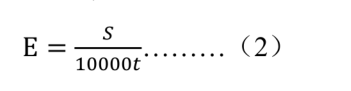 E = S/10000t ......... （2）